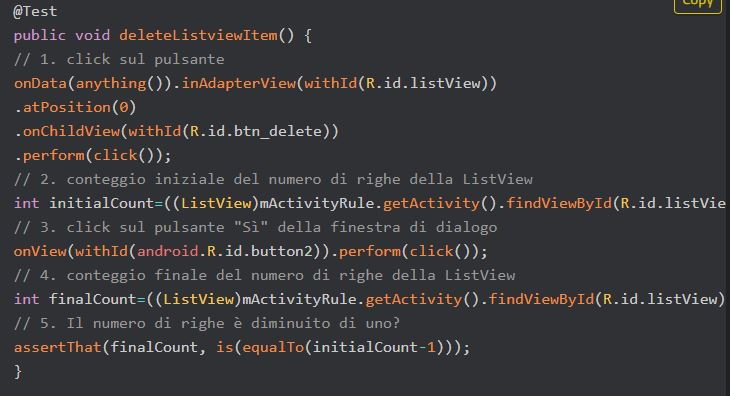 Copy
@Test
public void deleteListviewItem() {
// 1. click sul pulsante
onData(anything()).inAdapterView(withId(R.id.listView))
.atPosition(0)
.onChildView(withId(R.id.btn_delete))
.perform(click());
// 2. conteggio iniziale del numero di righe della ListView
int initialCount=((ListView)mActivityRule.getActivity().findViewById(R.id.listVie
// 3. click sul pulsante "Sì" della finestra di dialogo
onView(withId(android.R.id.button2)).perform(click());
// 4. conteggio finale del numero di righe della ListView
int finalCount=((ListView)mActivityRule.getActivity().findViewById(R.id.listView)
// 5. Il numero di righe è diminuito di uno?
assertThat(finalCount, is(equalTo(initialCount-1)));
}